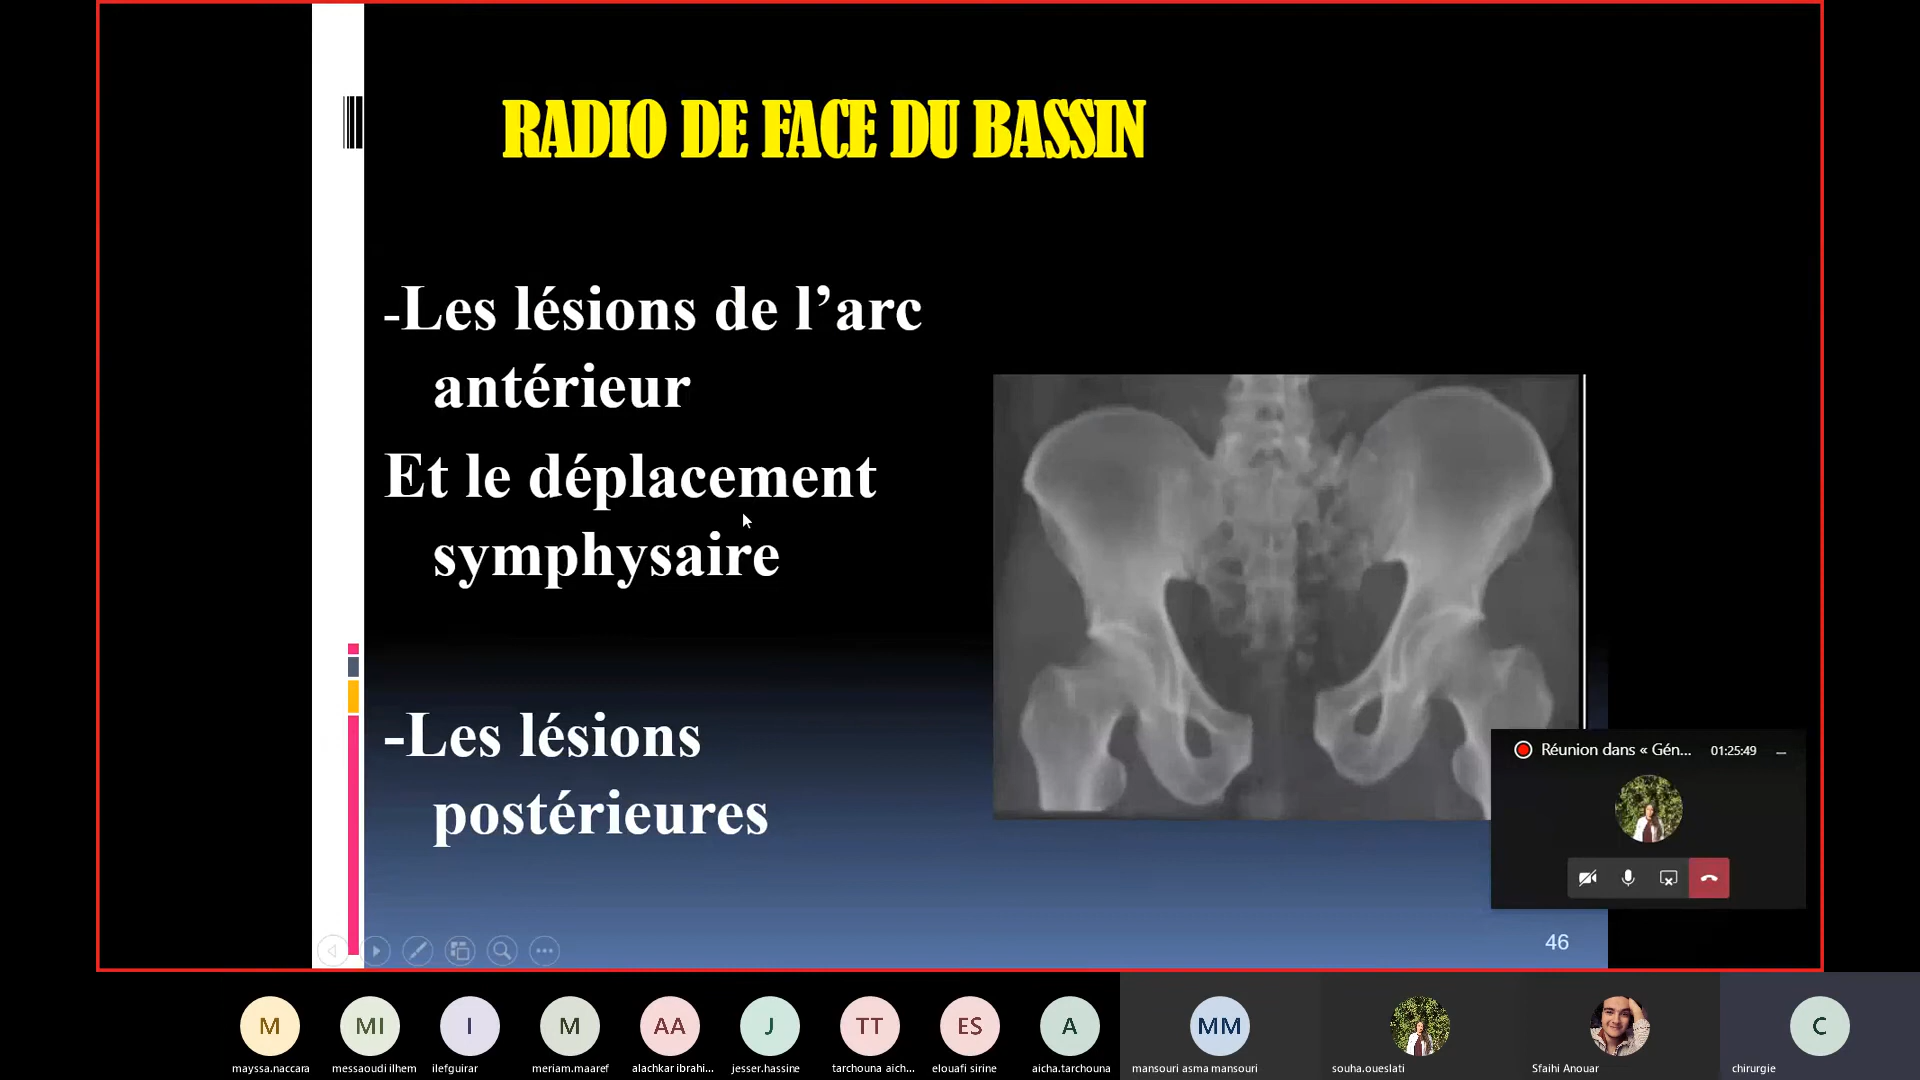 RADIO DE FACE DU BASSIN
-Les lésions de l’arc
antérieur
Et le déplacement
symphysaire
-Les lésions
postérieures
Réunion dans « Gén... 01:25:49
46
M MI I M AA J TT ES A MM C
mayssa.naccara messaoudi ilhem ilefguirar meriam.maaref alachkar ibrahi... jesser.hassine tarchouna aich... elouafi sirine aicha.tarchouna mansouri asma mansouri souha.oueslati Sfaihi Anouar chirurgie